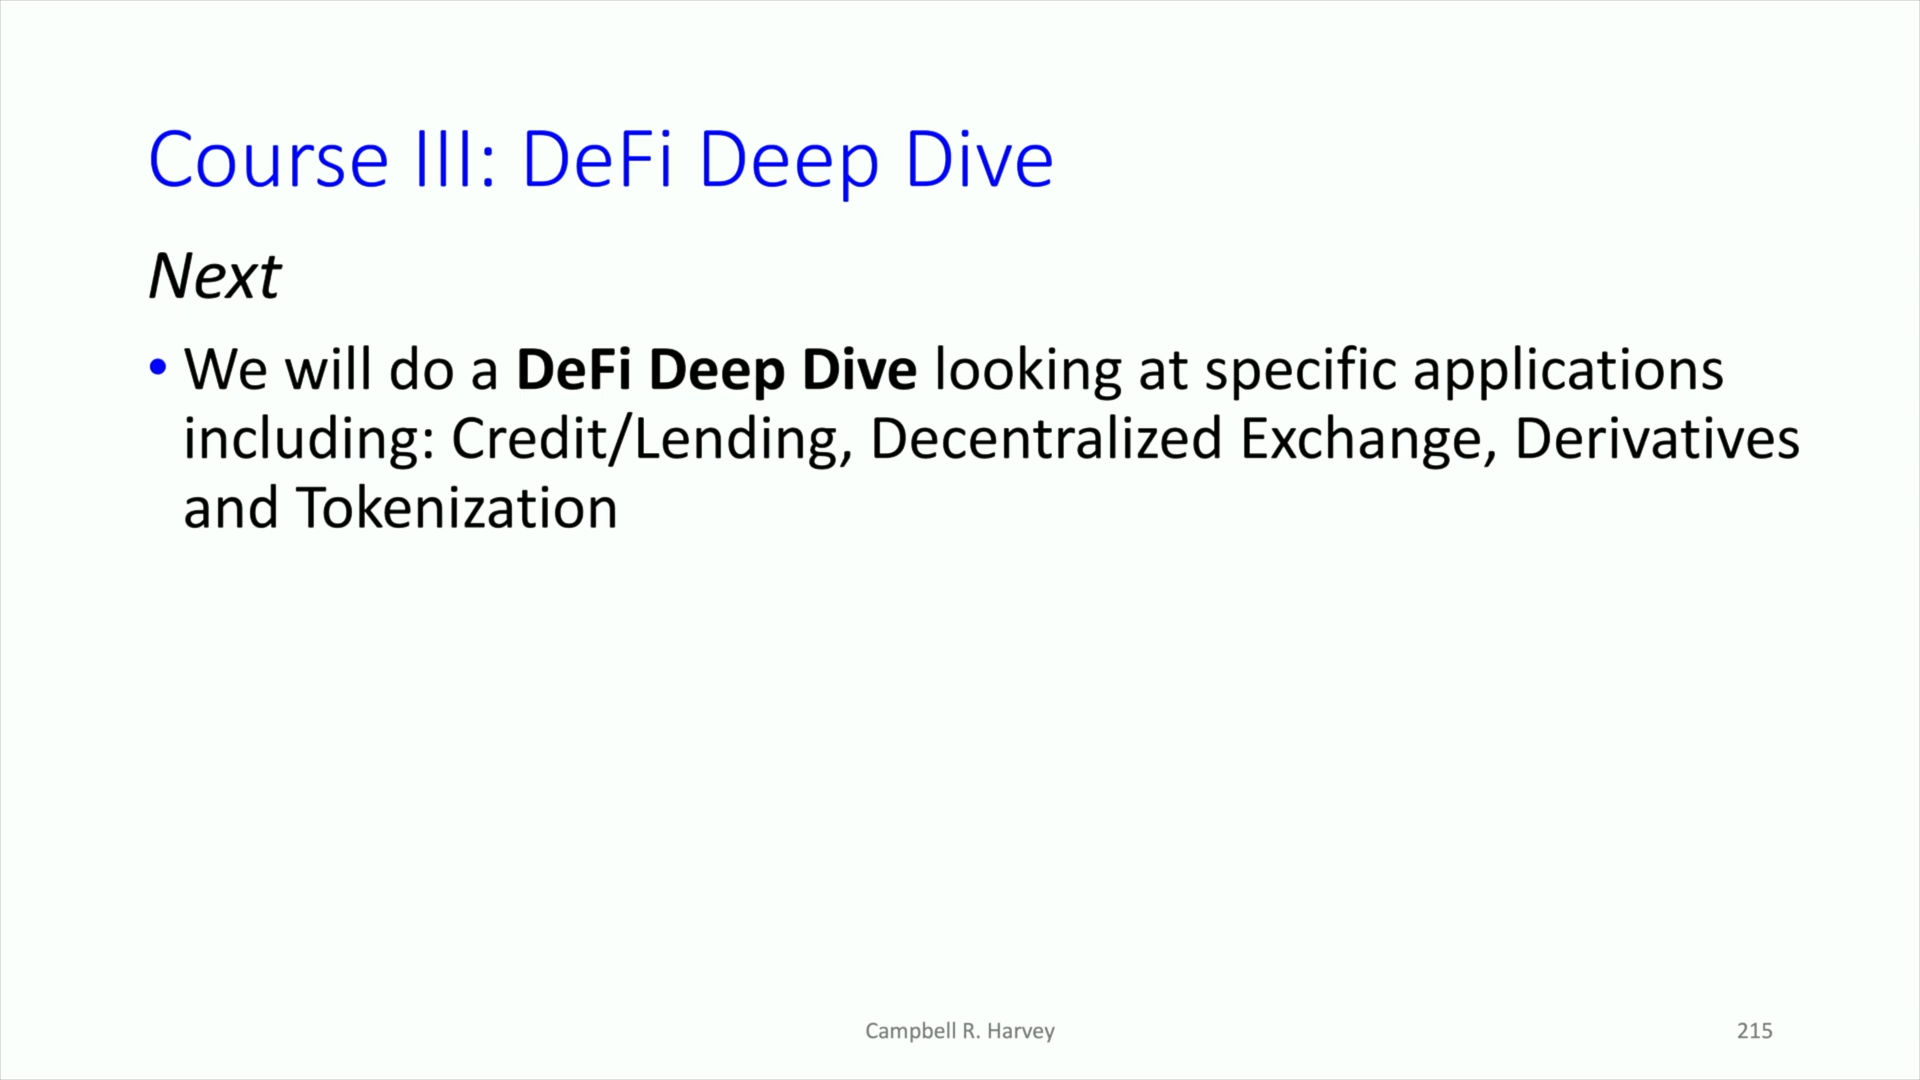 Course III: DeFi Deep Dive
Next
• We will do a DeFi Deep Dive looking at specific applications
including: Credit/Lending, Decentralized Exchange, Derivatives
and Tokenization
Campbell R. Harvey
215